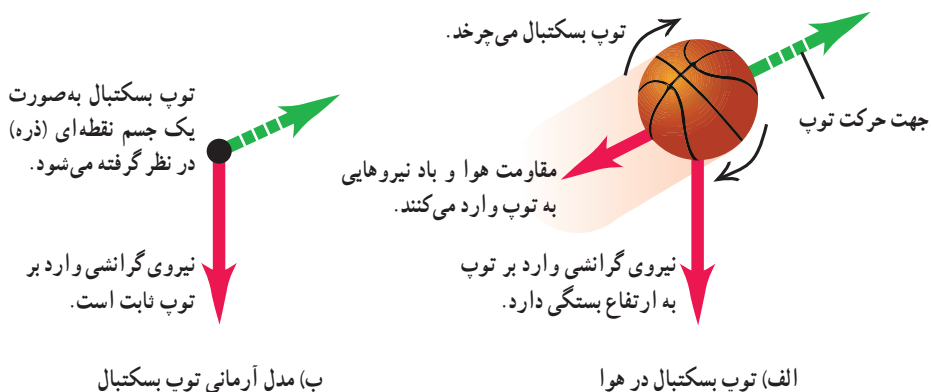 توپ بسکتبال می‌چرخد.
جهت حرکت توپ
مقاومت هوا و باد نیروهایی
به توپ وارد می‌کنند.
نیروی گرانشی وارد بر توپ
به ارتفاع بستگی دارد.
الف) توپ بسکتبال در هوا
توپ بسکتبال به‌صورت
یک جسم نقطه‌ای (ذره)
در نظر گرفته می‌شود.
نیروی گرانشی وارد بر
توپ ثابت است.
ب) مدل آرمانی توپ بسکتبال